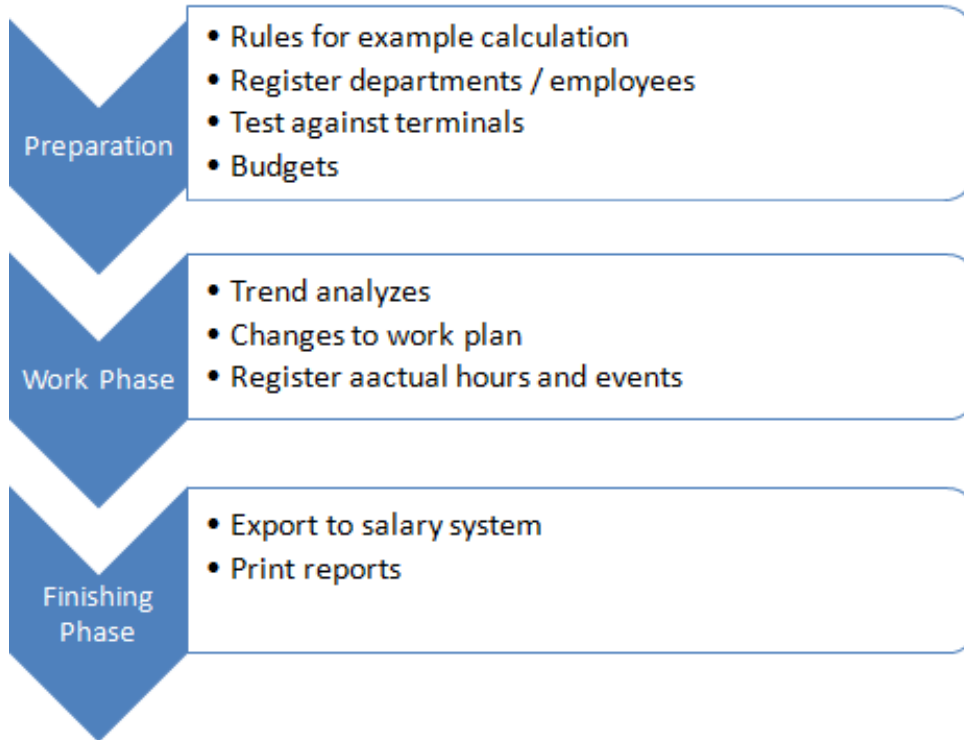 Preparation
• Rules for example calculation
• Register departments / employees
• Test against terminals
• Budgets
Work Phase
• Trend analyzes
• Changes to work plan
• Register aactual hours and events
Finishing
Phase
• Export to salary system
• Print reports